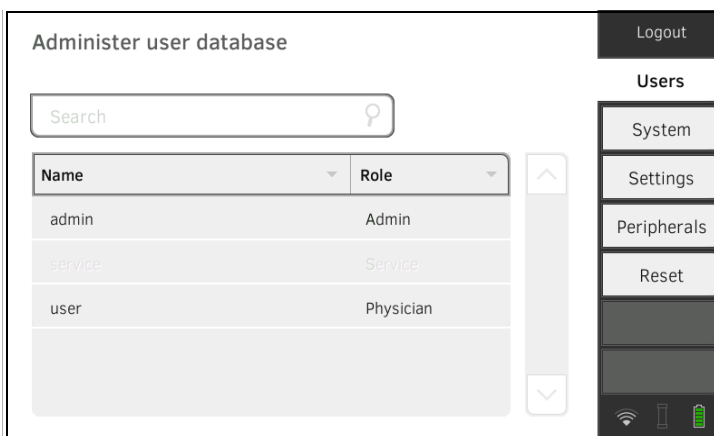 Administer user database
Search
Name Role
admin Admin
service Service
user Physician
Logout
Users
System
Settings
Peripherals
Reset